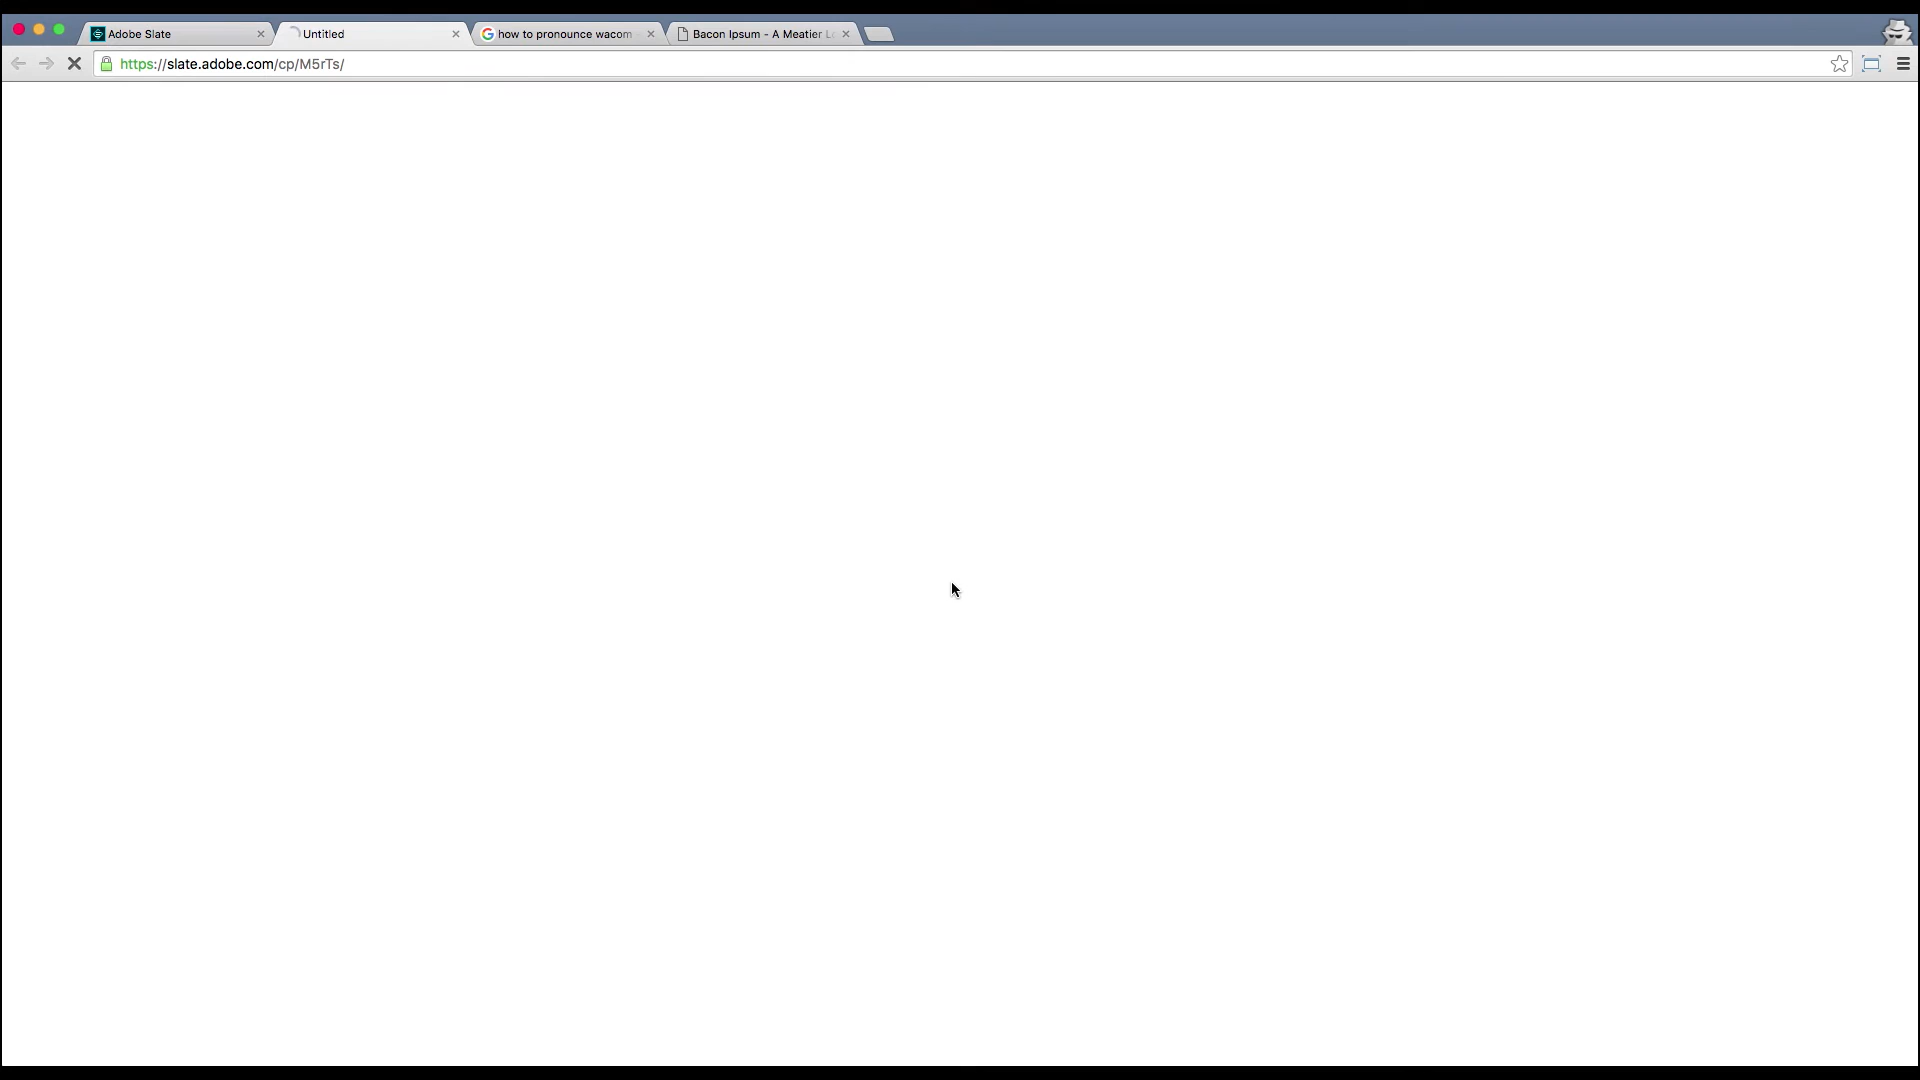 Adobe Slate
Untitled
how to pronounce wacom
Bacon Ipsum - A Meatier L
https://slate.adobe.com/cp/M5rTs/